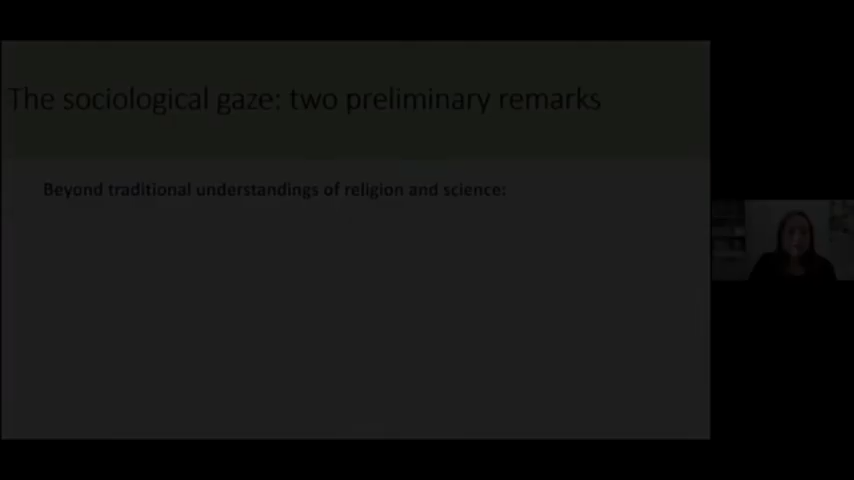 The sociological gaze: two preliminary remarks
Beyond traditional understandings of religion and science: